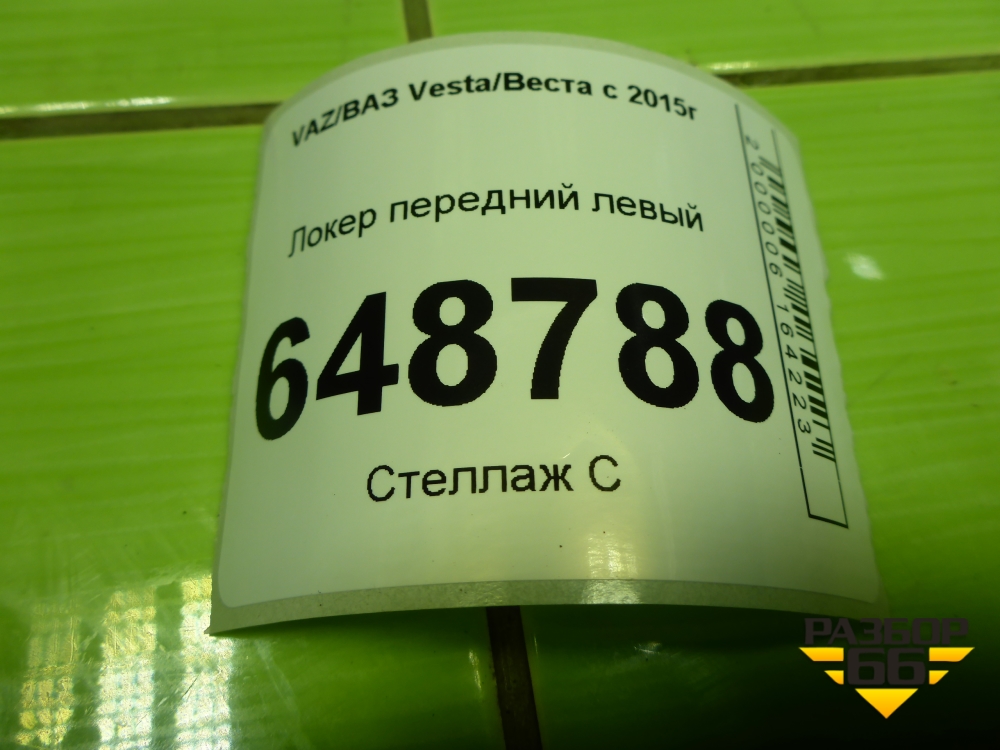 VAZ/ВАЗ Vesta/Веста с 2015г
Локер передний левый
648788
Стеллаж С
2000006164223
РАЗБОР
66